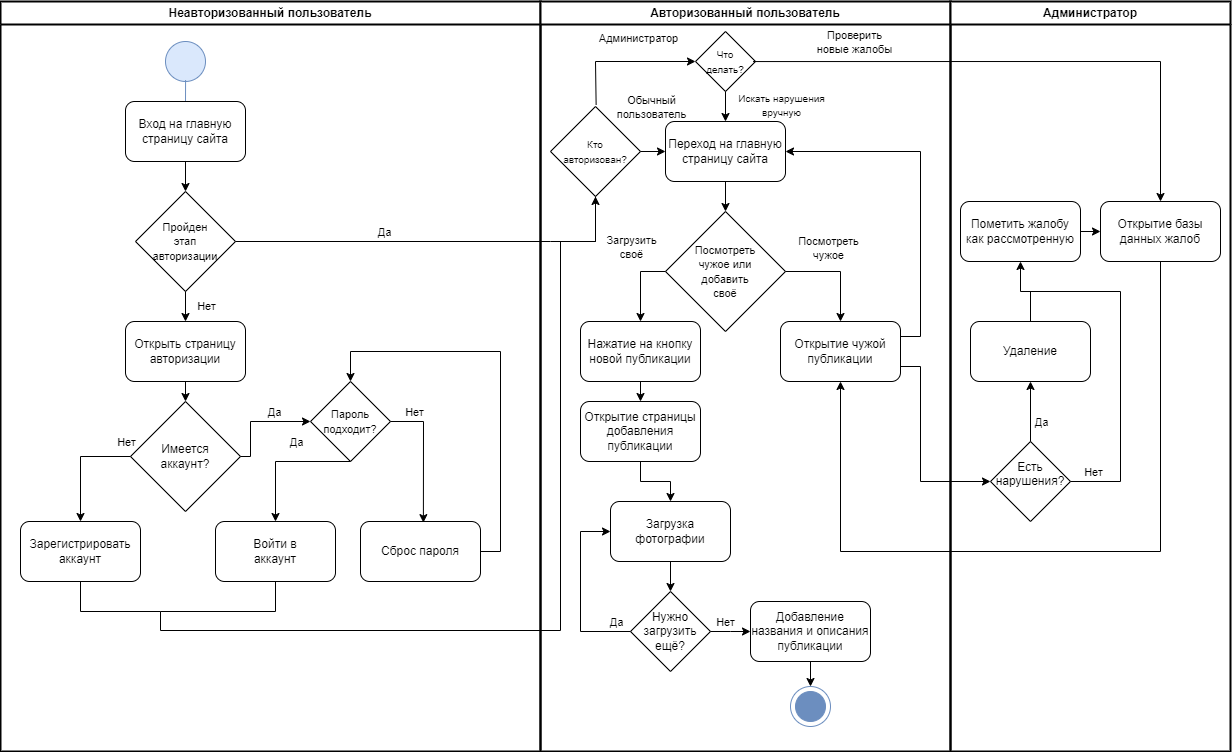 Неавторизованный пользователь
Авторизованный пользователь
Администратор
Вход на главную
страницу сайта
Пройден
этап
авторизации
Да
Нет
Открыть страницу
авторизации
Имеется
аккаунт?
Нет
Да
Пароль
подходит?
Да
Нет
Зарегистрировать
аккаунт
Войти в
аккаунт
Сброс пароля
Администратор
Что
делать?
Проверить
новые жалобы
Обычный
пользователь
Искать нарушения
вручную
Кто
авторизован?
Переход на главную
страницу сайта
Загрузить
своё
Посмотреть
чужое или
добавить
своё
Посмотреть
чужое
Нажатие на кнопку
новой публикации
Открытие чужой
публикации
Открытие страницы
добавления
публикации
Загрузка
фотографии
Да
Нужно
загрузить
ещё?
Нет
Добавление
названия и описания
публикации
Пометить жалобу
как рассмотренную
Открытие базы
данных жалоб
Удаление
Да
Есть
нарушения?
Нет